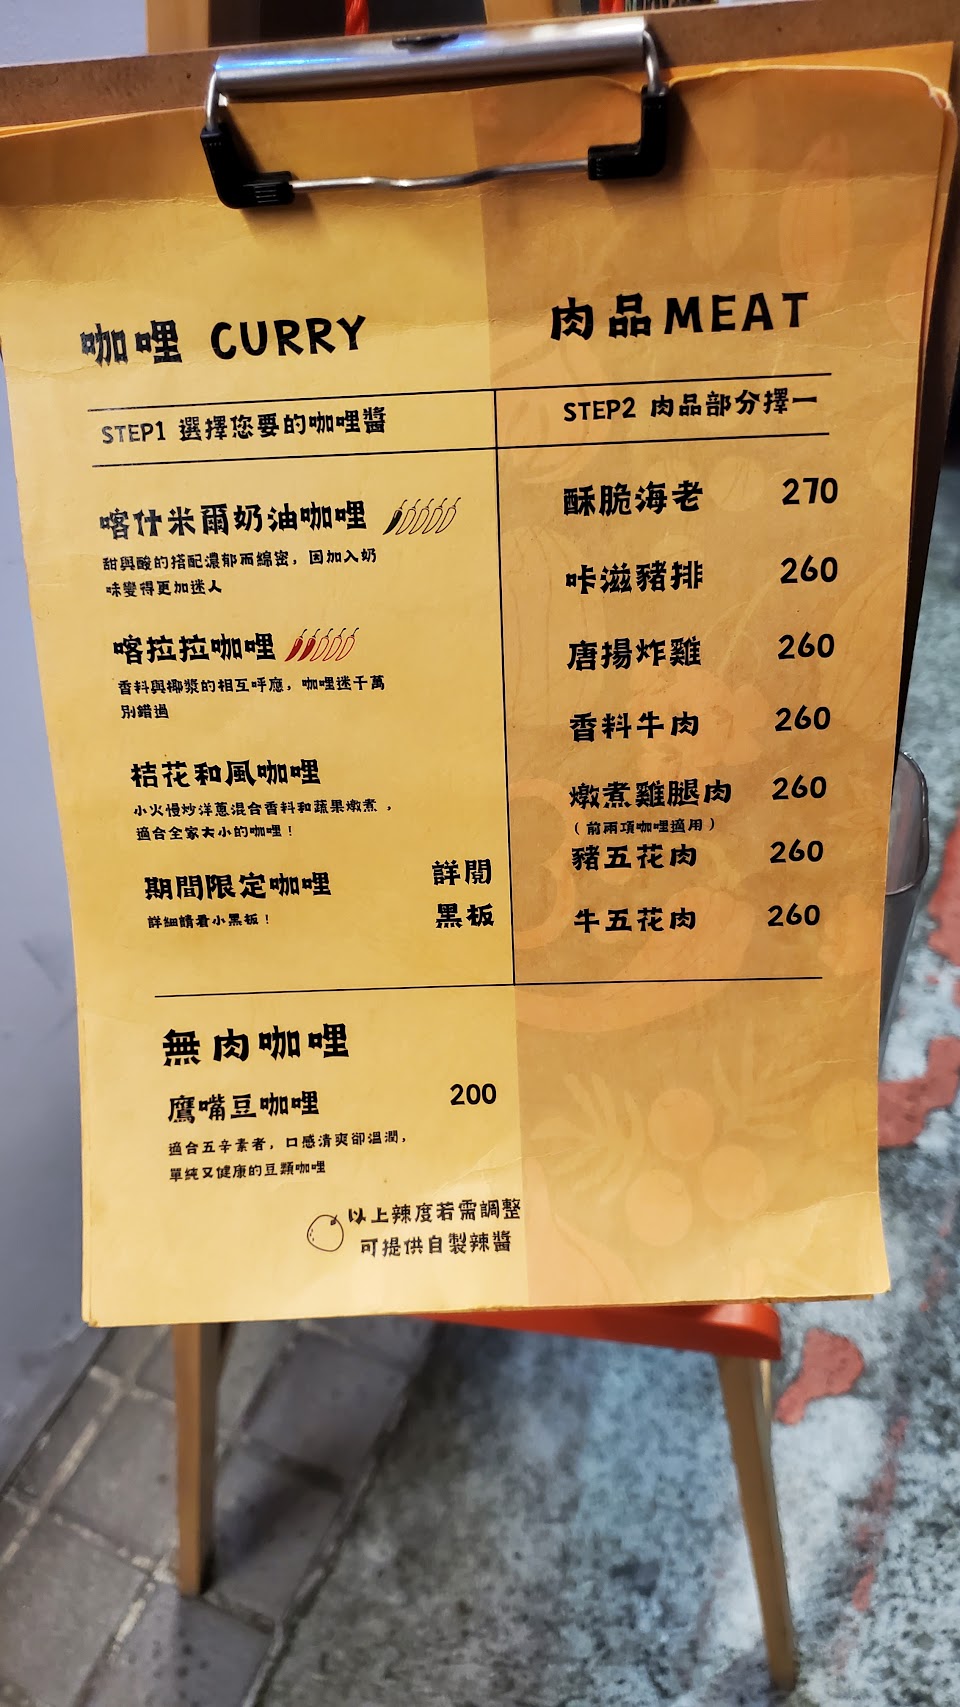 咖哩 CURRY
STEP1 選擇您要的咖哩醬
喀什米爾奶油咖哩
甜與酸的搭配濃郁而綿密，因加入奶
味變得更加迷人
喀拉拉咖哩
香料與椰漿的相互呼應，咖哩迷千萬
別錯過
桔花和風咖哩
小火慢炒洋蔥混合香料和蔬果燉煮，
適合全家大小的咖哩！
期間限定咖哩 詳閱
黑板
詳細請看小黑板！
肉品MEAT
STEP2 肉品部分擇一
酥脆海老 270
咔滋豬排 260
唐揚炸雞 260
香料牛肉 260
燉煮雞腿肉 260
（前兩項咖哩適用）
豬五花肉 260
牛五花肉 260
無肉咖哩
鷹嘴豆咖哩 200
適合五辛素者，口感清爽卻溫潤，
單純又健康的豆類咖哩
以上辣度若需調整
可提供自製辣醬